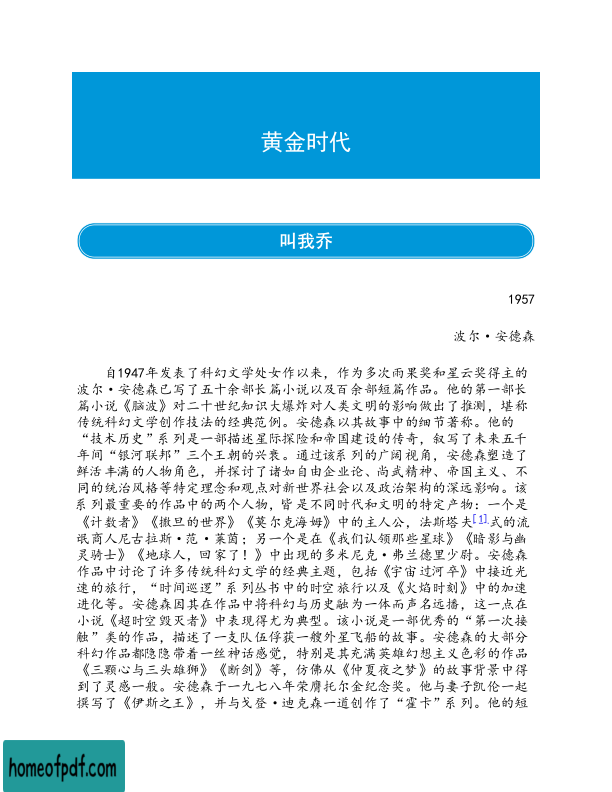 黄金时代
叫我乔
1957
波尔·安德森
自1947年发表了科幻文学处女作以来，作为多次雨果奖和星云奖得主的
波尔·安德森已写了五十余部长篇小说以及百余部短篇作品。他的第一部长
篇小说《脑波》对二十世纪知识大爆炸对人类文明的影响做出了推测，堪称
传统科幻文学创作技法的经典范例。安德森以其故事中的细节著称。他的
“技术历史”系列是一部描述星际探险和帝国建设的传奇，叙写了未来五千
年间“银河联邦”三个王朝的兴衰。通过该系列的广阔视角，安德森塑造了
鲜活丰满的人物角色，并探讨了诸如自由企业论、尚武精神、帝国主义、不
同的统治风格等特定理念和观点对新世界社会以及政治架构的深远影响。该
系列最重要的作品中的两个人物，皆是不同时代和文明的特定产物：一个是
《计数者》《撒旦的世界》《莫尔克海姆》中的主人公，法斯塔夫[1]式的流
氓商人尼古拉斯·范·莱茵；另一个是在《我们认领那些星球》《暗影与幽
灵骑士》《地球人，回家了！》中出现的多米尼克·弗兰德里少尉。安德森
作品中讨论了许多传统科幻文学的经典主题，包括《宇宙过河卒》中接近光
速的旅行，“时间巡逻”系列丛书中的时空旅行以及《火焰时刻》中的加速
进化等。安德森因其在作品中将科幻与历史融为一体而声名远播，这一点在
小说《超时空毁灭者》中表现得尤为典型。该小说是一部优秀的“第一次接
触”类的作品，描述了一支队伍俘获一艘外星飞船的故事。安德森的大部分
科幻作品都隐隐带着一丝神话感觉，特别是其充满英雄幻想主义色彩的作品
《三颗心与三头雄狮》《断剑》等，仿佛从《仲夏夜之梦》的故事背景中得
到了灵感一般。安德森于一九七八年荣膺托尔金纪念奖。他与妻子凯伦一起
撰写了《伊斯之王》，并与戈登·迪克森一道创作了“霍卡”系列。他的短
homeofpdf.com